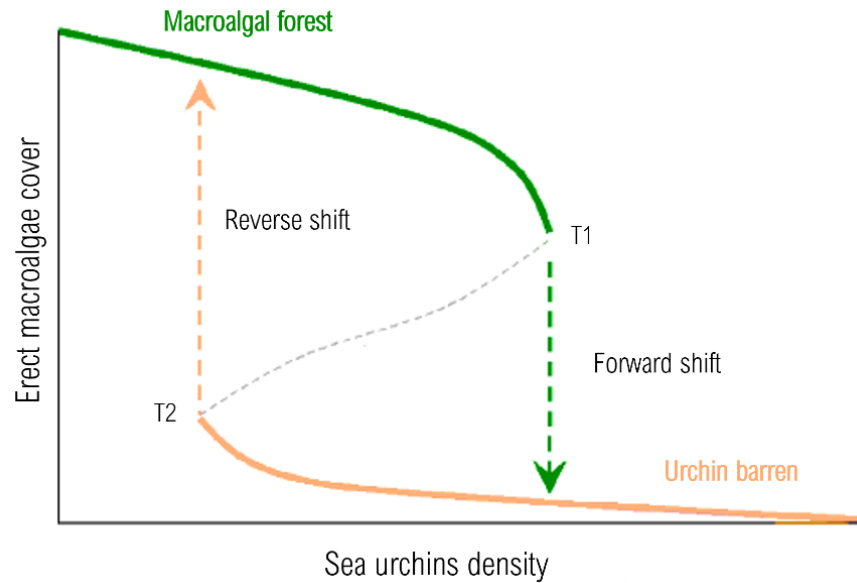 Macroalgal forest
Erect macroalgae cover
Reverse shift
T1
Forward shift
T2
Urchin barren
Sea urchins density